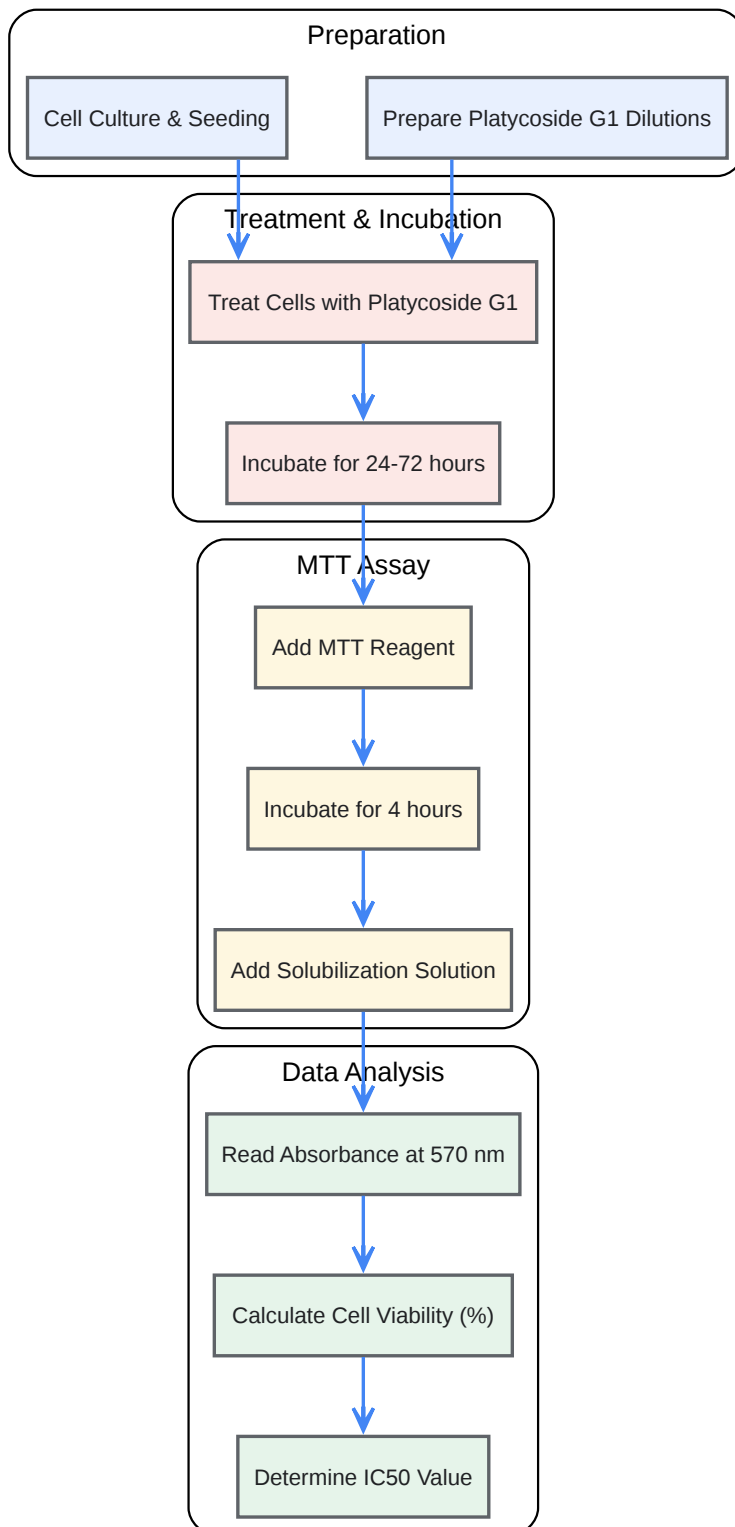 Preparation
Cell Culture & Seeding
Prepare Platycoside G1 Dilutions
Treatment & Incubation
Treat Cells with Platycoside G1
Incubate for 24-72 hours
MTT Assay
Add MTT Reagent
Incubate for 4 hours
Add Solubilization Solution
Data Analysis
Read Absorbance at 570 nm
Calculate Cell Viability (%)
Determine IC50 Value